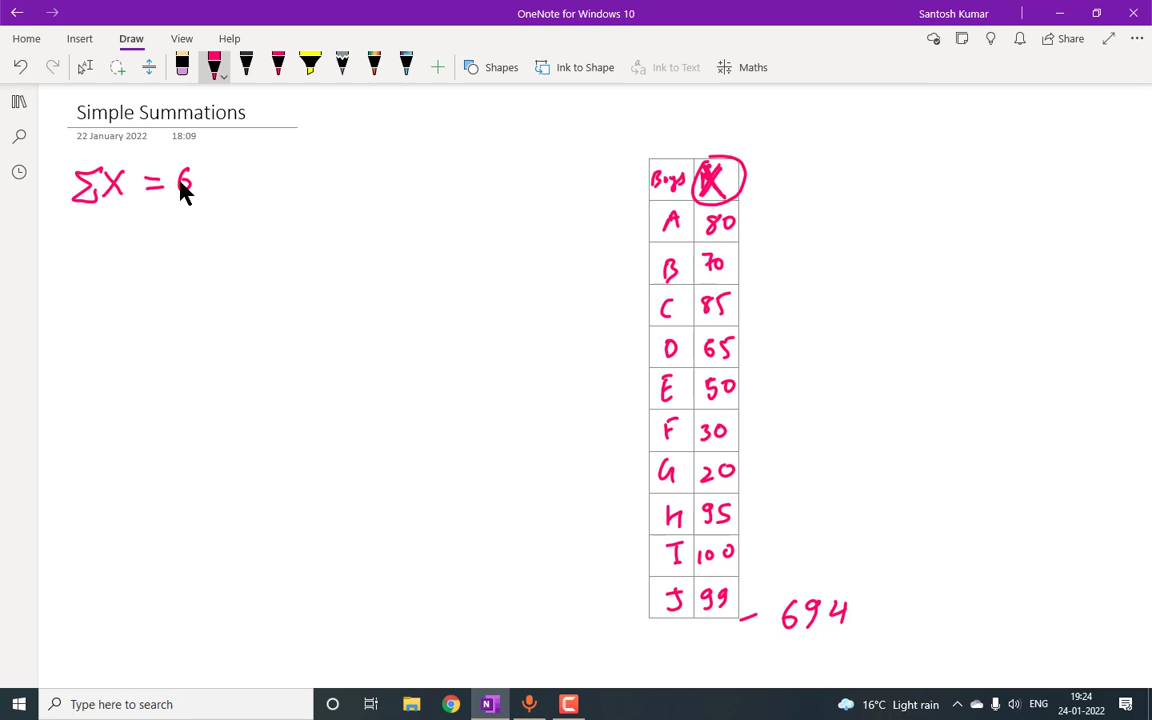 OneNote for Windows 10
Santosh Kumar
Home Insert Draw View Help
Share
Shapes
Ink to Shape
Ink to Text
Maths
Simple Summations
22 January 2022 18:09
ΣX = 6
Boys X
A 80
B 70
C 85
D 65
E 50
F 30
G 20
H 95
I 100
J 99
- 694
Type here to search
16°C Light rain
ENG
19:24
24-01-2022